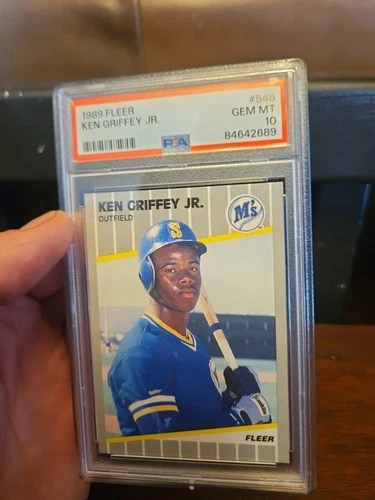 1989 FLEER #548
KEN GRIFFEY JR. GEM MT
10
PSA 84642689
KEN GRIFFEY JR.
OUTFIELD
M's
S
FLEER